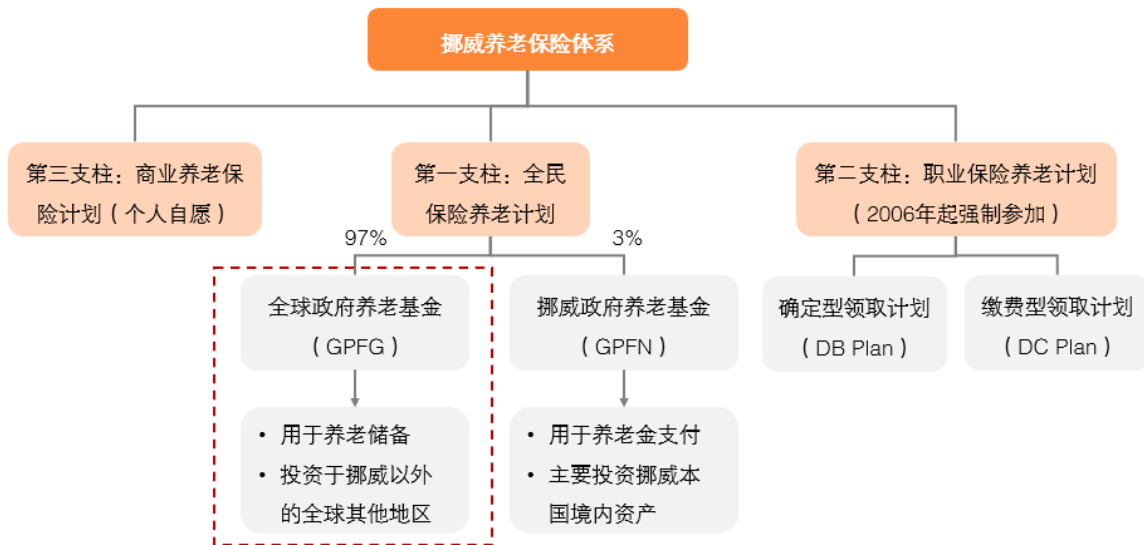 挪威养老保险体系
第三支柱：商业养老保
险计划（个人自愿）
第一支柱：全民
保险养老计划
第二支柱：职业保险养老计划
（2006年起强制参加）
97%
3%
全球政府养老基金
（GPFG）
挪威政府养老基金
（GPFN）
确定型领取计划
（DB Plan）
缴费型领取计划
（DC Plan）
• 用于养老储备
• 投资于挪威以外
的全球其他地区
• 用于养老金支付
• 主要投资挪威本
国境内资产